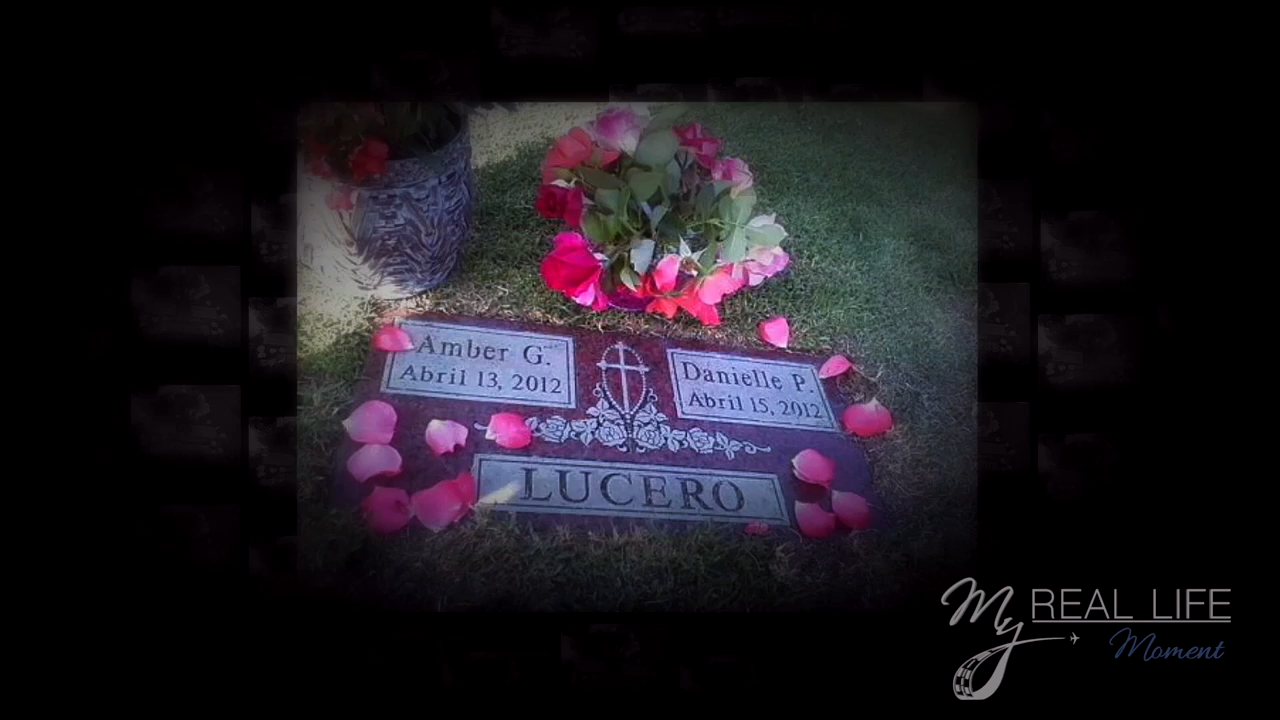 Amber G.
Abril 13, 2012
Danielle P.
Abril 15, 2012
LUCERO
My REAL LIFE
Moment